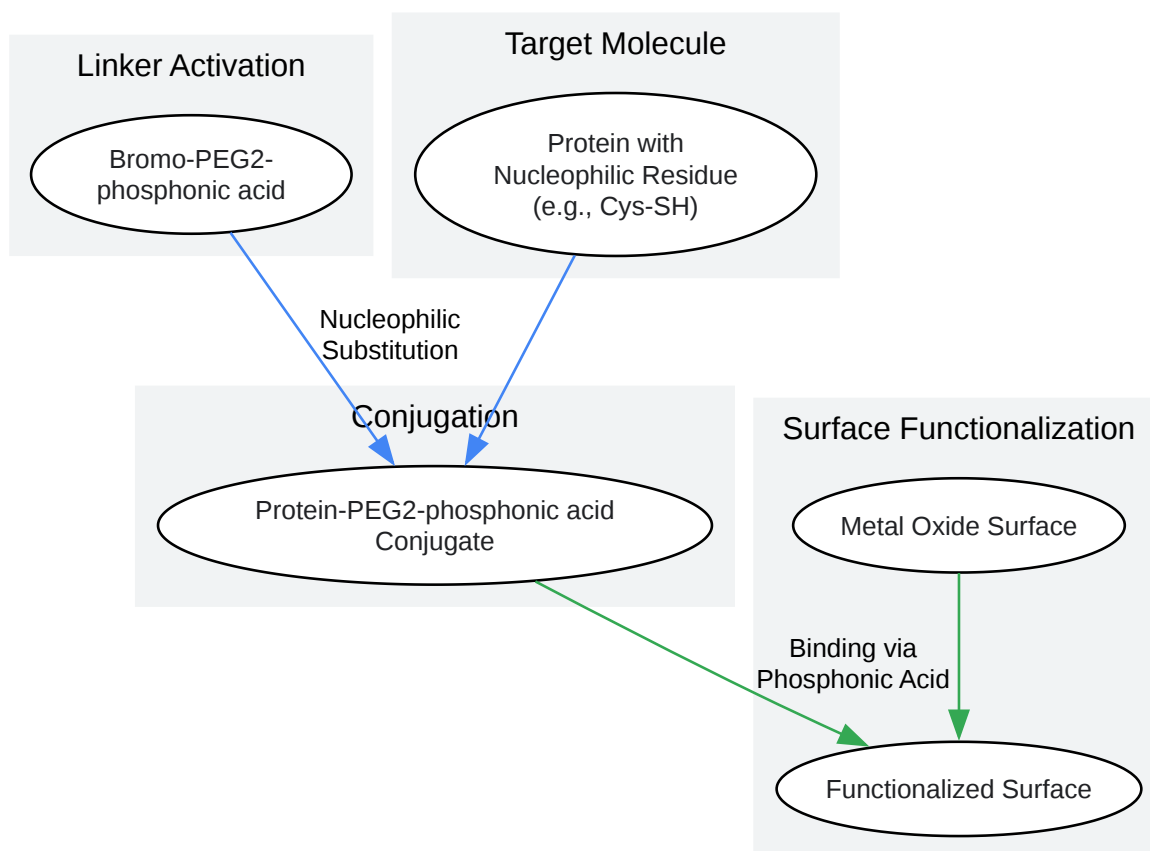 Linker Activation
Bromo-PEG2-
phosphonic acid
Target Molecule
Protein with
Nucleophilic Residue
(e.g., Cys-SH)
Nucleophilic
Substitution
Conjugation
Protein-PEG2-phosphonic acid
Conjugate
Surface Functionalization
Metal Oxide Surface
Binding via
Phosphonic Acid
Functionalized Surface